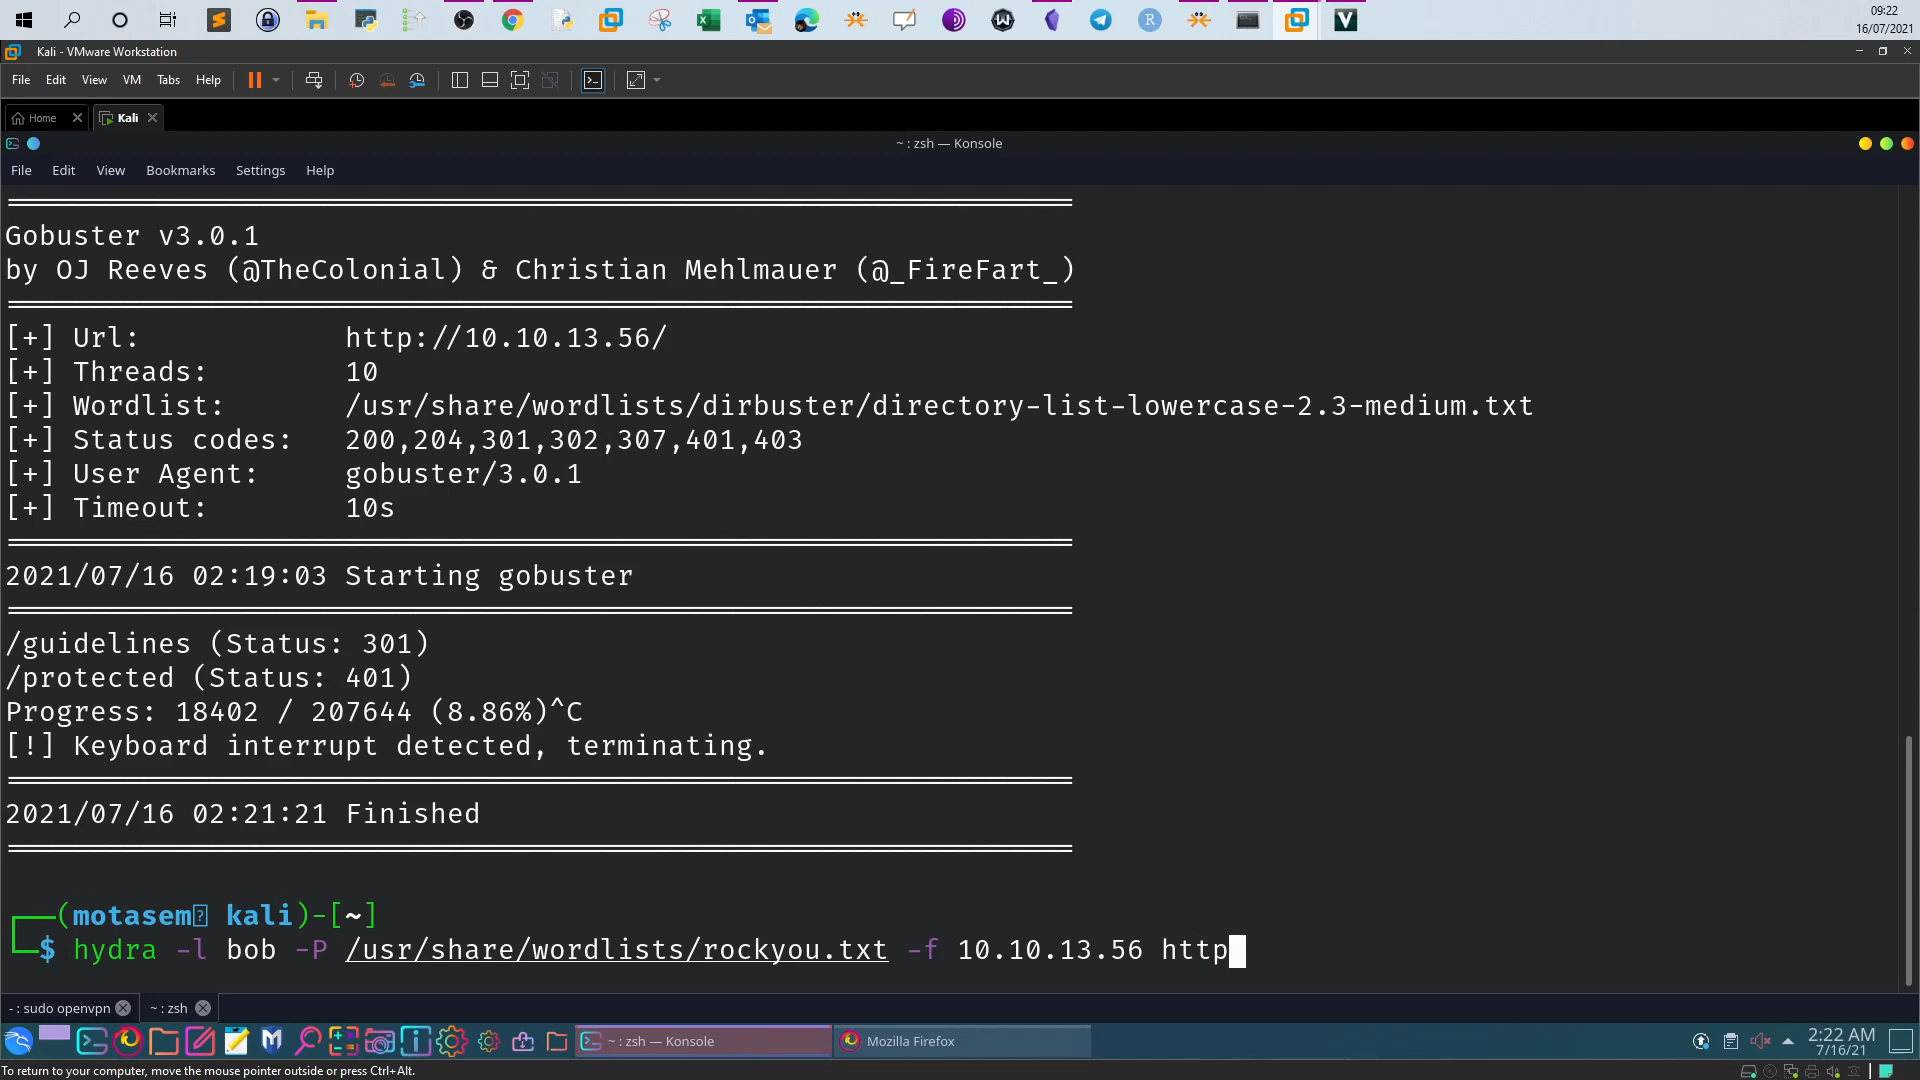 09:22
16/07/2021
Kali - VMware Workstation
File Edit View VM Tabs Help
Home Kali
~ : zsh — Konsole
File Edit View Bookmarks Settings Help
Gobuster v3.0.1
by OJ Reeves (@TheColonial) & Christian Mehlmauer (@_FireFart_)
[+] Url: http://10.10.13.56/
[+] Threads: 10
[+] Wordlist: /usr/share/wordlists/dirbuster/directory-list-lowercase-2.3-medium.txt
[+] Status codes: 200,204,301,302,307,401,403
[+] User Agent: gobuster/3.0.1
[+] Timeout: 10s
2021/07/16 02:19:03 Starting gobuster
/guidelines (Status: 301)
/protected (Status: 401)
Progress: 18402 / 207644 (8.86%)^C
[!] Keyboard interrupt detected, terminating.
2021/07/16 02:21:21 Finished
(motasem kali)-[~]
$ hydra -l bob -P /usr/share/wordlists/rockyou.txt -f 10.10.13.56 http
- : sudo openvpn ~ : zsh
~ : zsh — Konsole Mozilla Firefox 2:22 AM
7/16/21
To return to your computer, move the mouse pointer outside or press Ctrl+Alt.